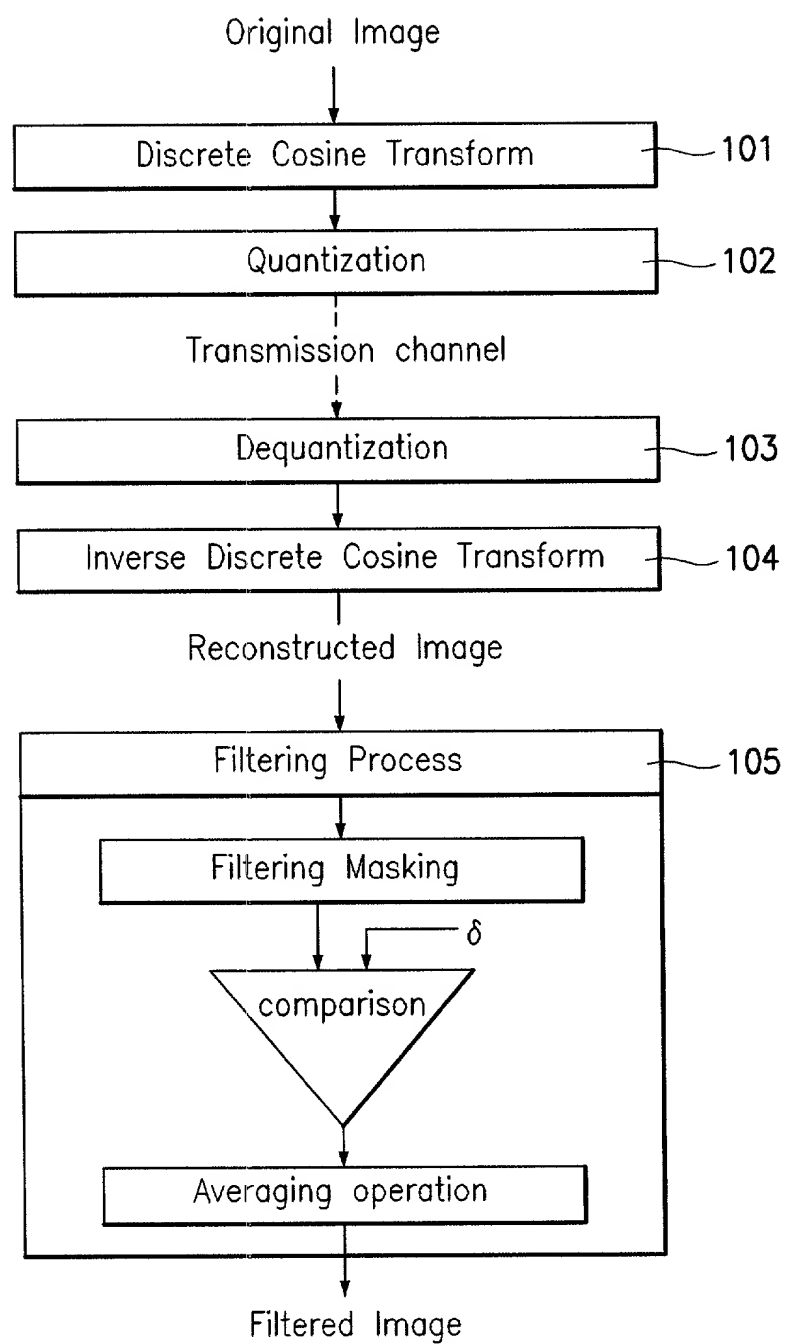 Original Image
Discrete Cosine Transform 101
Quantization 102
Transmission channel
Dequantization 103
Inverse Discrete Cosine Transform 104
Reconstructed Image
Filtering Process 105
Filtering Masking
δ
comparison
Averaging operation
Filtered Image